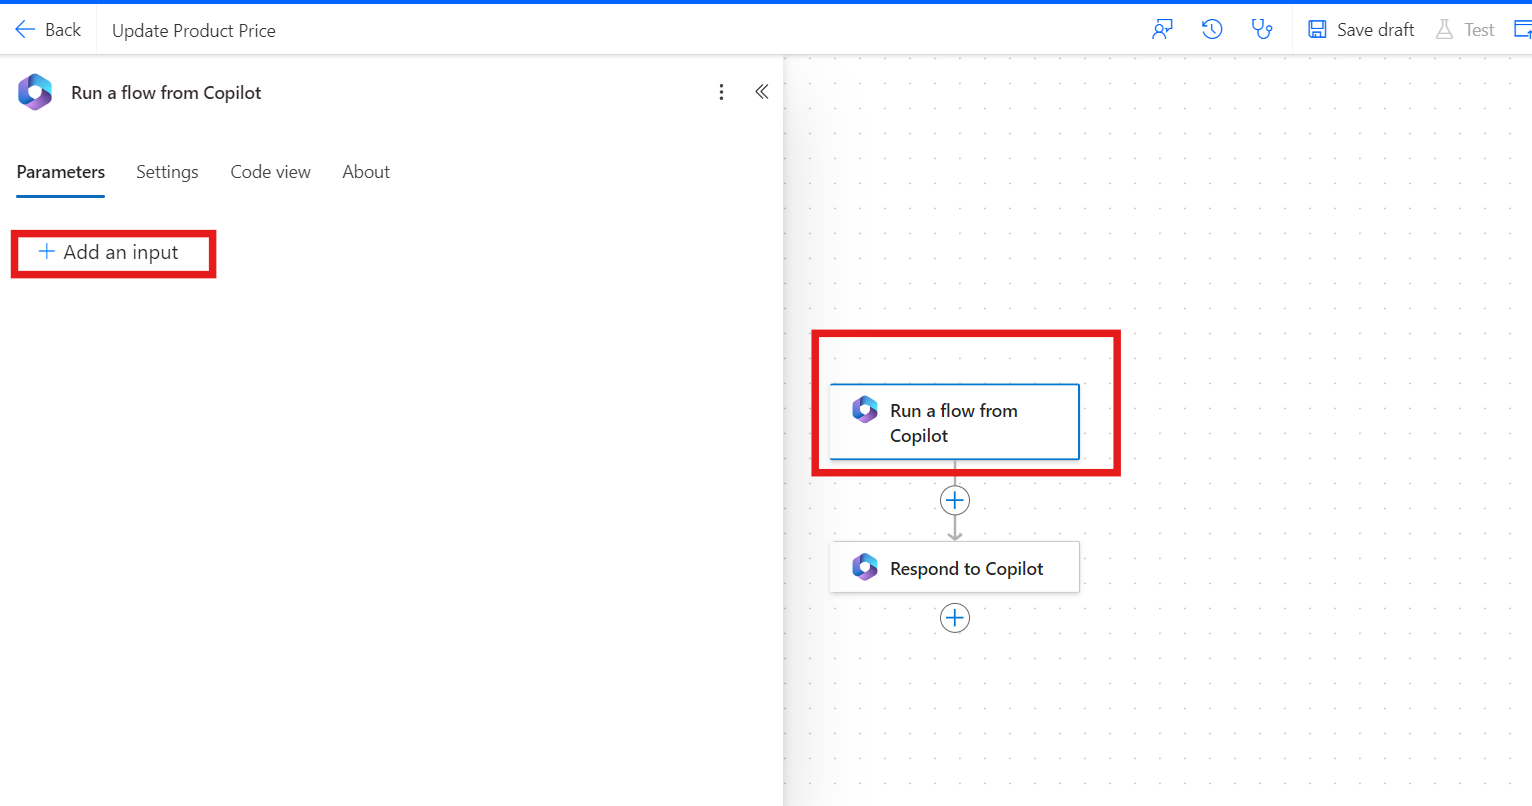 Back
Update Product Price
Save draft
Test
Run a flow from Copilot
Parameters
Settings
Code view
About
Add an input
Run a flow from
Copilot
Respond to Copilot